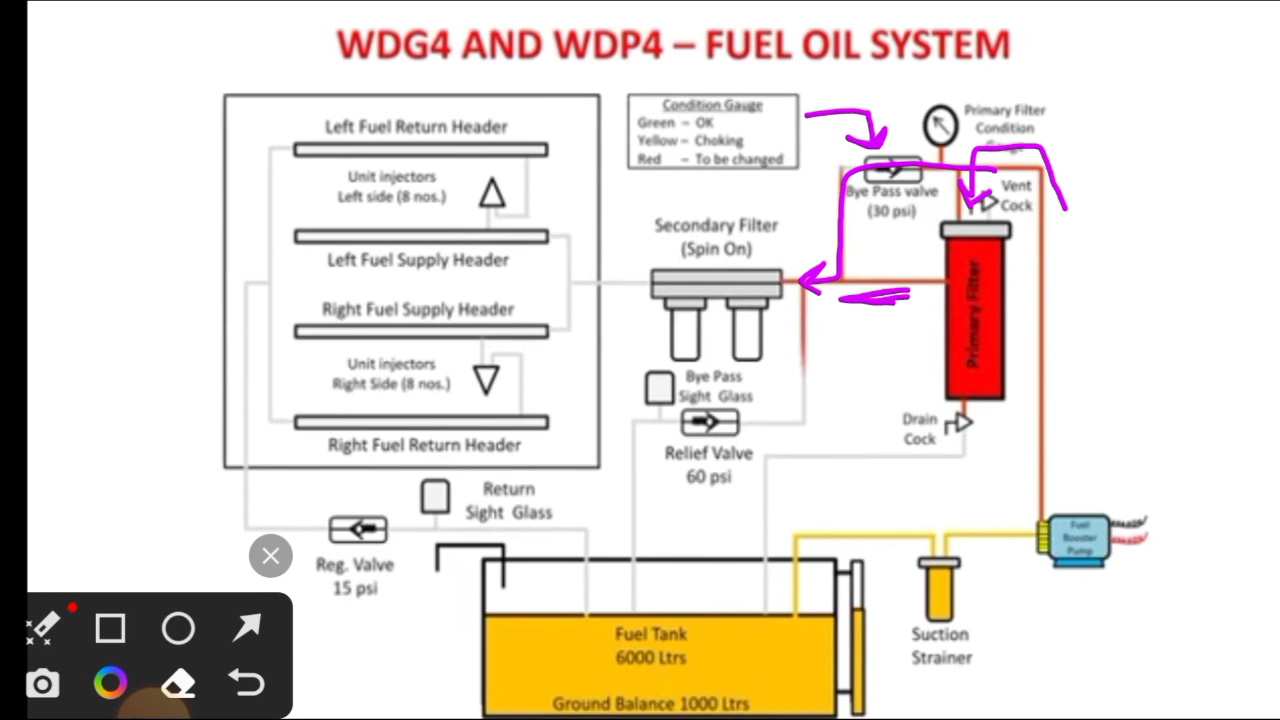 WDG4 AND WDP4 – FUEL OIL SYSTEM
Condition Gauge
Green – OK
Yellow – Choking
Red – To be changed
Primary Filter
Condition
Left Fuel Return Header
Unit injectors
Left side (8 nos.)
Left Fuel Supply Header
Right Fuel Supply Header
Unit injectors
Right Side (8 nos.)
Right Fuel Return Header
Secondary Filter
(Spin On)
Bye Pass valve
(30 psi)
Vent
Cock
Primary Filter
Bye Pass
Sight Glass
Relief Valve
60 psi
Drain
Cock
Return
Sight Glass
Reg. Valve
15 psi
Fuel
Booster
Pump
Suction
Strainer
Fuel Tank
6000 Ltrs
Ground Balance 1000 Ltrs